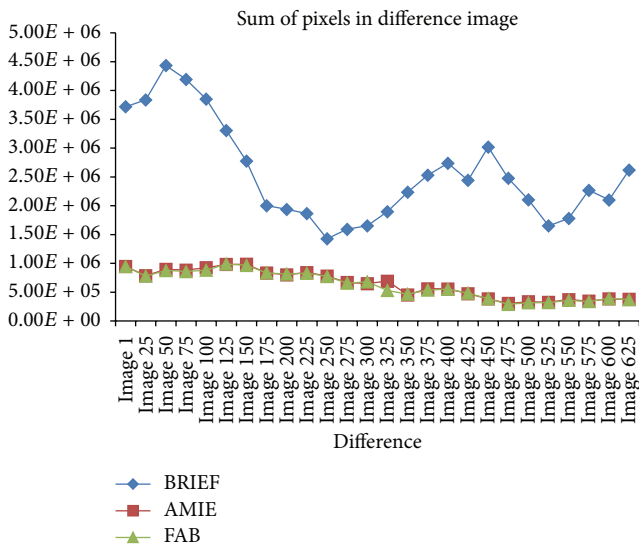 Sum of pixels in difference image
5.00E + 06
4.50E + 06
4.00E + 06
3.50E + 06
3.00E + 06
2.50E + 06
2.00E + 06
1.50E + 06
1.00E + 06
5.00E + 05
0.00E + 00
Image 1
Image 25
Image 50
Image 75
Image 100
Image 125
Image 150
Image 175
Image 200
Image 225
Image 250
Image 275
Image 300
Image 325
Image 350
Image 375
Image 400
Image 425
Image 450
Image 475
Image 500
Image 525
Image 550
Image 575
Image 600
Image 625
Difference
BRIEF
AMIE
FAB